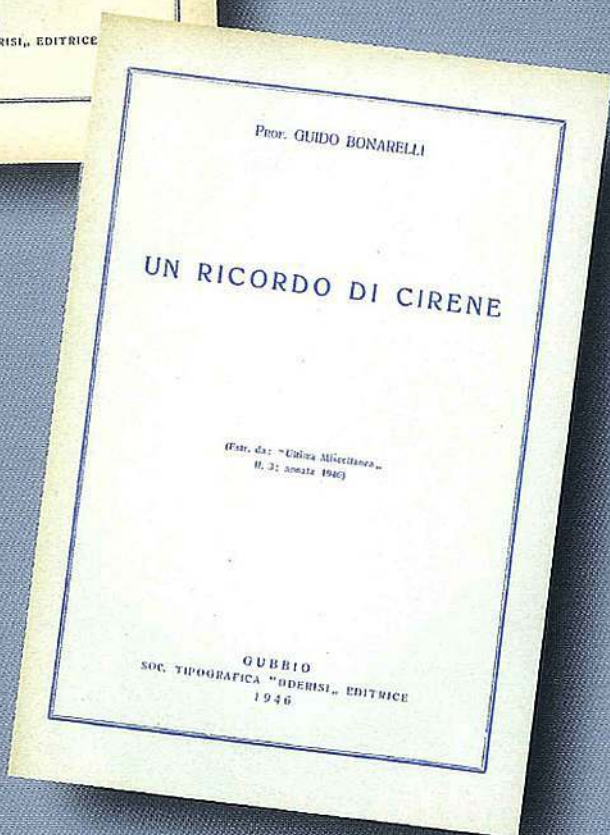 RISI„ EDITRICE
Prof. GUIDO BONARELLI
UN RICORDO DI CIRENE
(Estr. da: "Ultima Miscellanea„
n. 3; annata 1946)
GUBBIO
SOC. TIPOGRAFICA "ODERISI„ EDITRICE
1946